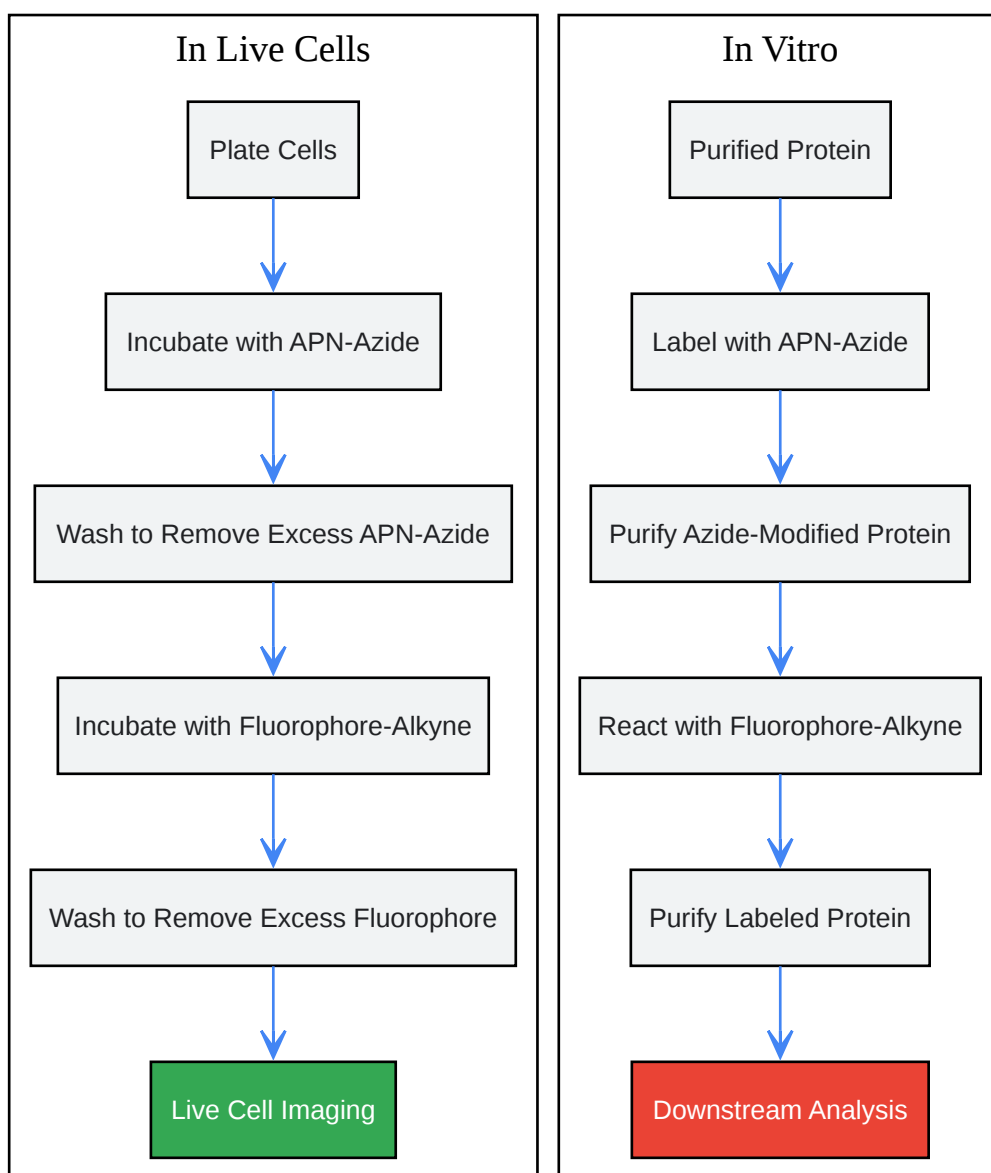 In Live Cells
Plate Cells
Incubate with APN-Azide
Wash to Remove Excess APN-Azide
Incubate with Fluorophore-Alkyne
Wash to Remove Excess Fluorophore
Live Cell Imaging
In Vitro
Purified Protein
Label with APN-Azide
Purify Azide-Modified Protein
React with Fluorophore-Alkyne
Purify Labeled Protein
Downstream Analysis